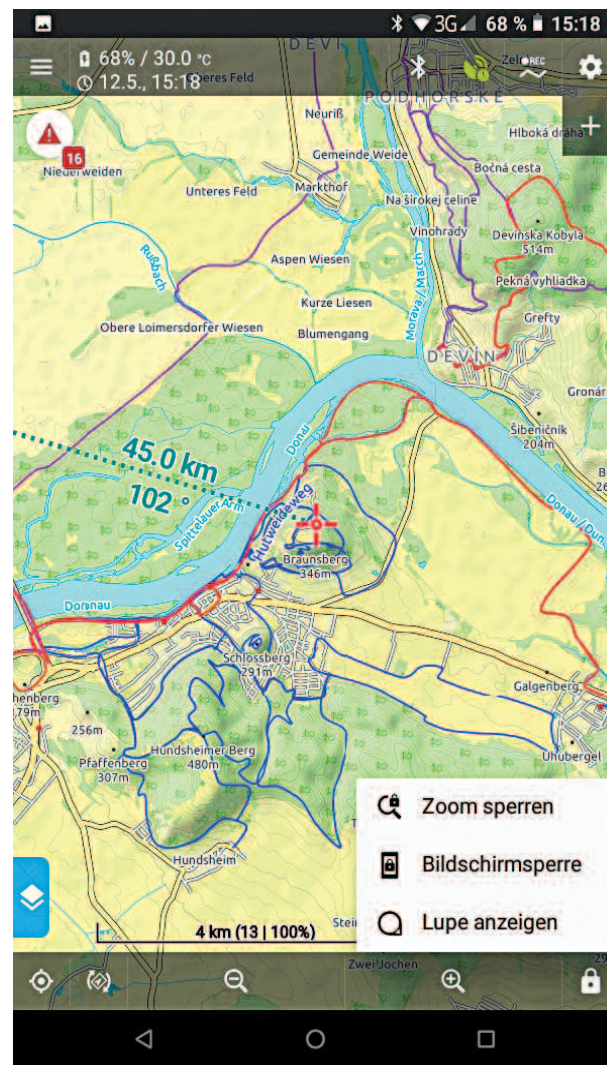 3G 68 % 15:18
68% / 30.0 °C
12.5., 15:18
DEVÍ
Oberes Feld
REC
PODHORSKÉ
Neuriß
Hlboká dráha
16
Gemeinde Weide
Niederweiden
Bočná cesta
Unteres Feld
Markthof
Na širokej celine
Vinohrady
Devínska Kobyla
514m
Rußbach
Aspen Wiesen
Morava / March
Pekná vyhliadka
Kurze Liesen
Grefty
Obere Loimersdorfer Wiesen
Blumengang
DEVÍN
Gronár
Šibeničník
204m
Donau
45.0 km
102 °
Spittelauer Arm
Hutweideweg
Donau / Dun
Braunsberg
346m
Donau
Schlossberg
291m
Galgenberg
henberg
79m
256m
Pfaffenberg
307m
Hundsheimer Berg
480m
Uhubergel
Zoom sperren
Bildschirmsperre
Hundsheim
Lupe anzeigen
4 km (13 | 100%)
Stei
Zwei Jochen